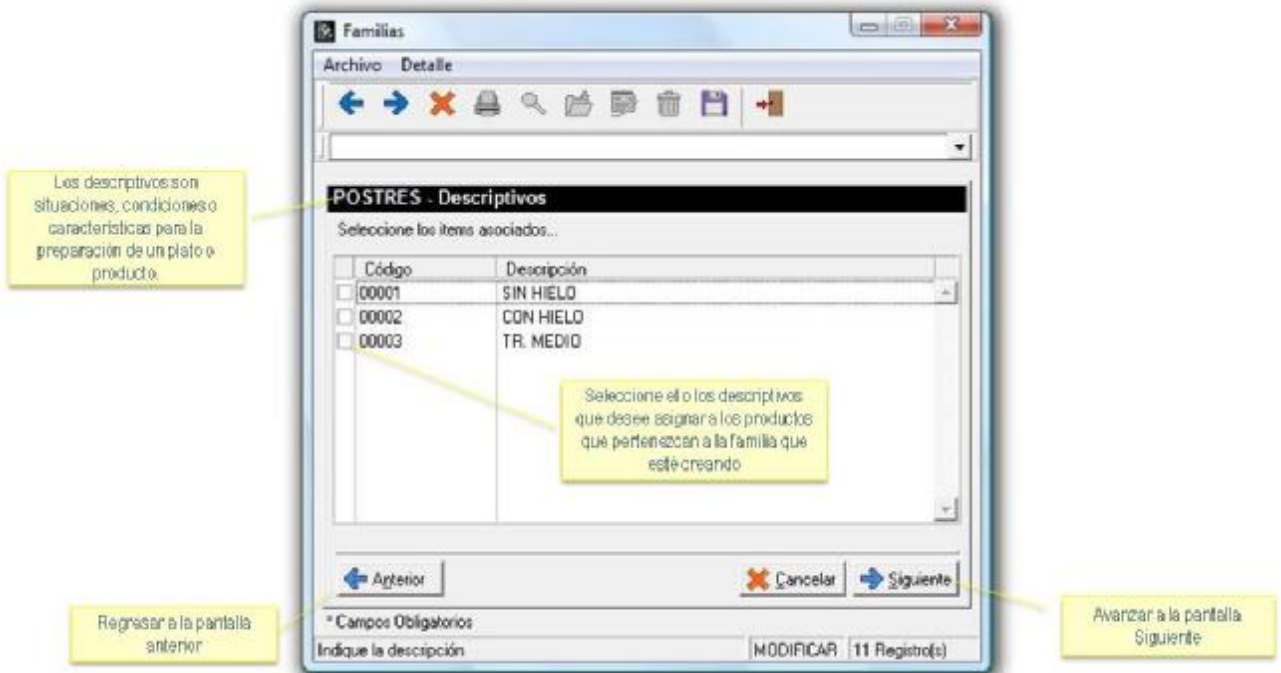 Familias
Archivo Detalle
Los descriptivos son
situaciones, condiciones o
características para la
preparación de un plato o
producto.
POSTRES - Descriptivos
Seleccione los items asociados...
Código Descripción
00001 SIN HIELO
00002 CON HIELO
00003 TR. MEDIO
Seleccione el o los descriptivos
que desee asignar a los productos
que pertenezcan a la familia que
esté creando
Anterior Cancelar Siguiente
Regresar a la pantalla
anterior
Avanzar a la pantalla
Siguiente
* Campos Obligatorios
Indique la descripción MODIFICAR 11 Registro(s)